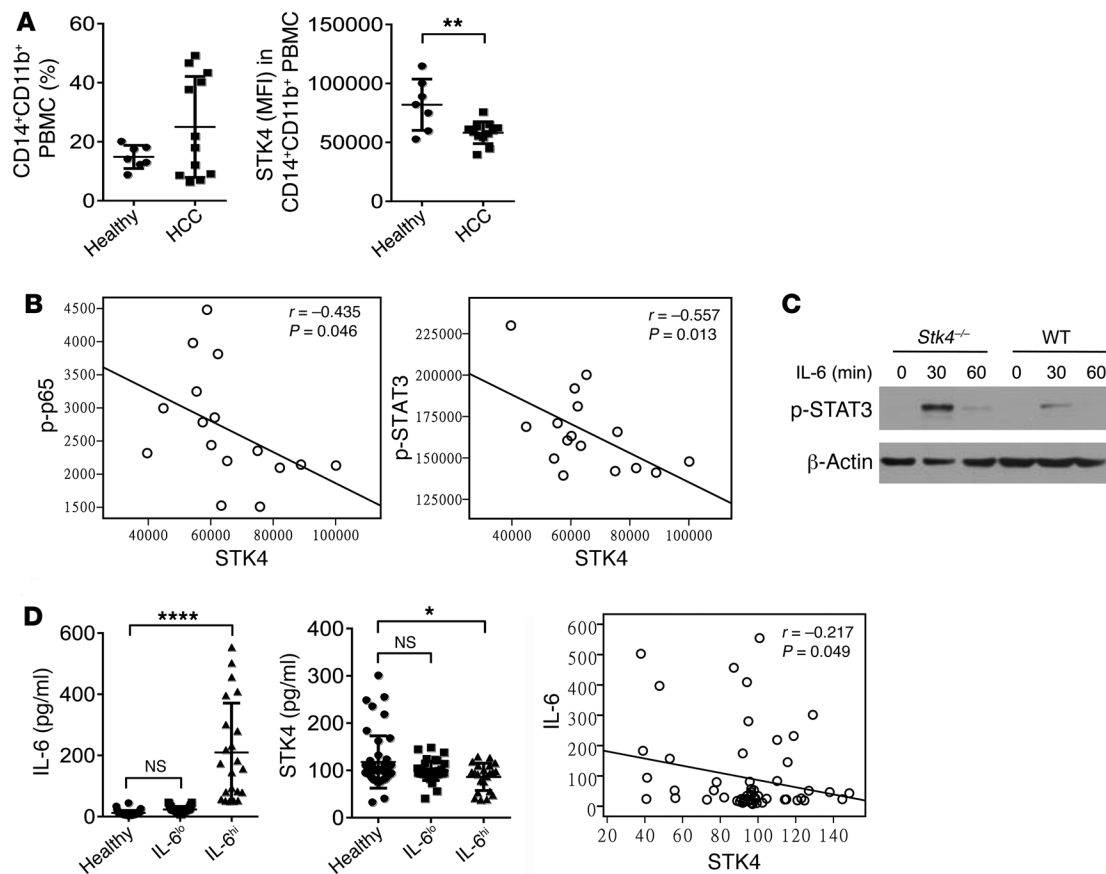 A
CD14⁺CD11b⁺
PBMC (%)
60
40
20
0
Healthy
HCC
STK4 (MFI) in
CD14⁺CD11b⁺ PBMC
150000
100000
50000
0
**
Healthy
HCC
B
p-p65
4500
4000
3500
3000
2500
2000
1500
r = –0.435
P = 0.046
40000 60000 80000 100000
STK4
p-STAT3
225000
200000
175000
150000
125000
r = –0.557
P = 0.013
40000 60000 80000 100000
STK4
C
Stk4⁻/⁻ WT
IL-6 (min) 0 30 60 0 30 60
p-STAT3
β-Actin
D
IL-6 (pg/ml)
600
400
200
0
****
NS
Healthy
IL-6ˡᵒ
IL-6ʰⁱ
STK4 (pg/ml)
400
300
200
100
0
*
NS
Healthy
IL-6ˡᵒ
IL-6ʰⁱ
IL-6
600
500
400
300
200
100
0
r = –0.217
P = 0.049
20 40 60 80 100 120 140
STK4